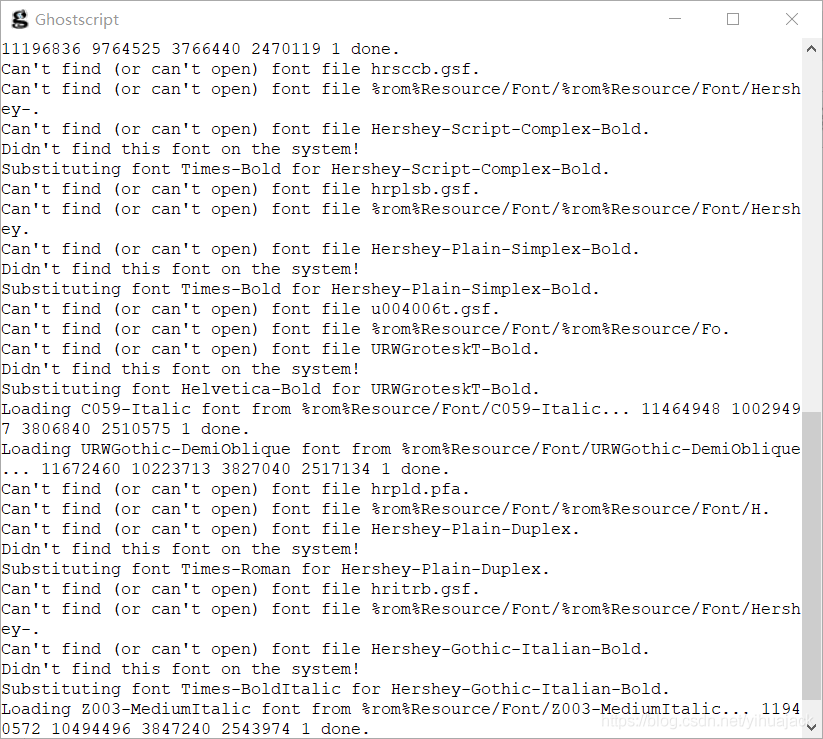 Ghostscript
11196836 9764525 3766440 2470119 1 done.
Can't find (or can't open) font file hrsccb.gsf.
Can't find (or can't open) font file %rom%Resource/Font/%rom%Resource/Font/Hersh
ey-.
Can't find (or can't open) font file Hershey-Script-Complex-Bold.
Didn't find this font on the system!
Substituting font Times-Bold for Hershey-Script-Complex-Bold.
Can't find (or can't open) font file hrplsb.gsf.
Can't find (or can't open) font file %rom%Resource/Font/%rom%Resource/Font/Hersh
ey.
Can't find (or can't open) font file Hershey-Plain-Simplex-Bold.
Didn't find this font on the system!
Substituting font Times-Bold for Hershey-Plain-Simplex-Bold.
Can't find (or can't open) font file u004006t.gsf.
Can't find (or can't open) font file %rom%Resource/Font/%rom%Resource/Fo.
Can't find (or can't open) font file URWGroteskT-Bold.
Didn't find this font on the system!
Substituting font Helvetica-Bold for URWGroteskT-Bold.
Loading C059-Italic font from %rom%Resource/Font/C059-Italic... 11464948 1002949
7 3806840 2510575 1 done.
Loading URWGothic-DemiOblique font from %rom%Resource/Font/URWGothic-DemiOblique
... 11672460 10223713 3827040 2517134 1 done.
Can't find (or can't open) font file hrpld.pfa.
Can't find (or can't open) font file %rom%Resource/Font/%rom%Resource/Font/H.
Can't find (or can't open) font file Hershey-Plain-Duplex.
Didn't find this font on the system!
Substituting font Times-Roman for Hershey-Plain-Duplex.
Can't find (or can't open) font file hritrb.gsf.
Can't find (or can't open) font file %rom%Resource/Font/%rom%Resource/Font/Hersh
ey-.
Can't find (or can't open) font file Hershey-Gothic-Italian-Bold.
Didn't find this font on the system!
Substituting font Times-BoldItalic for Hershey-Gothic-Italian-Bold.
Loading Z003-MediumItalic font from %rom%Resource/Font/Z003-MediumItalic... 1194
0572 10494496 3847240 2543974 1 done.
https://blog.csdn.net/yihuajack